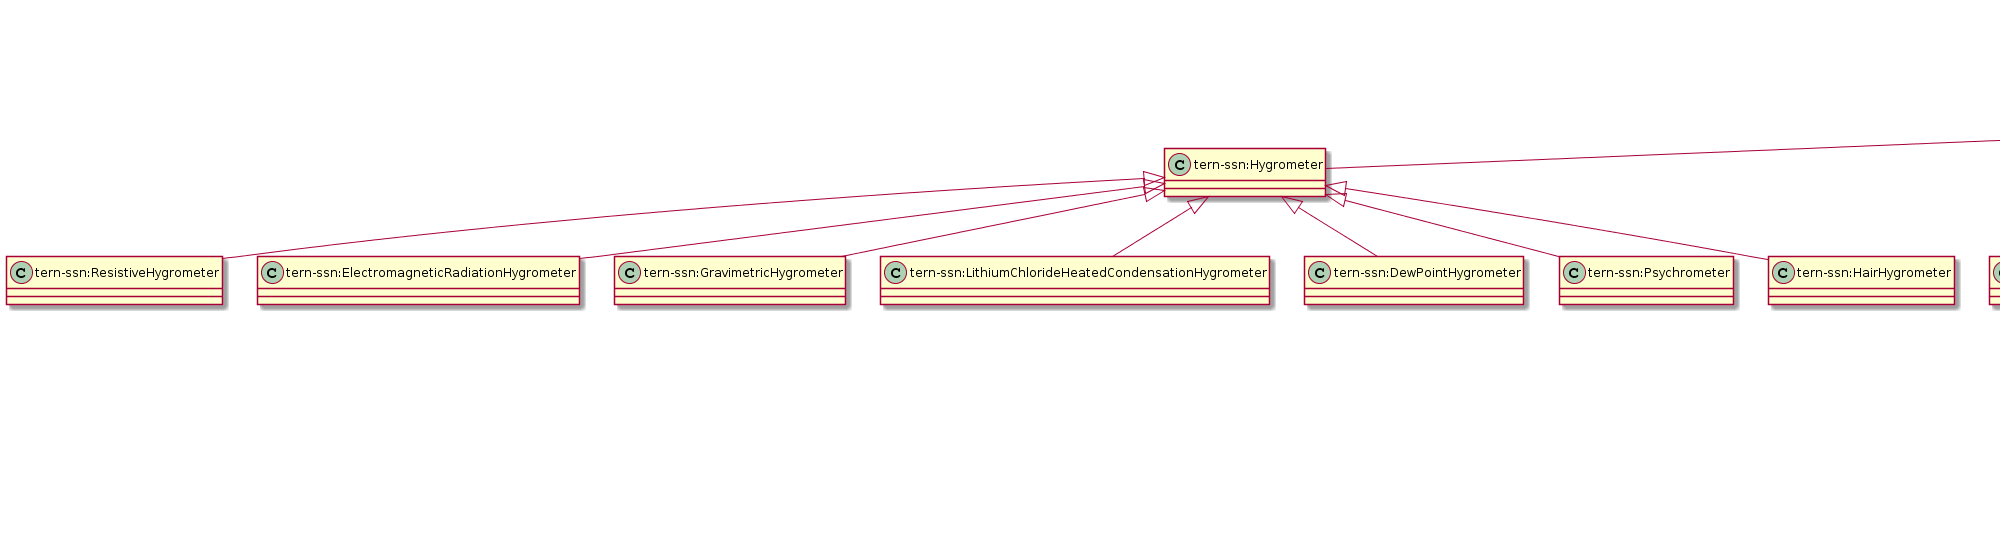 C tern-ssn:Hygrometer
C tern-ssn:ResistiveHygrometer
C tern-ssn:ElectromagneticRadiationHygrometer
C tern-ssn:GravimetricHygrometer
C tern-ssn:LithiumChlorideHeatedCondensationHygrometer
C tern-ssn:DewPointHygrometer
C tern-ssn:Psychrometer
C tern-ssn:HairHygrometer